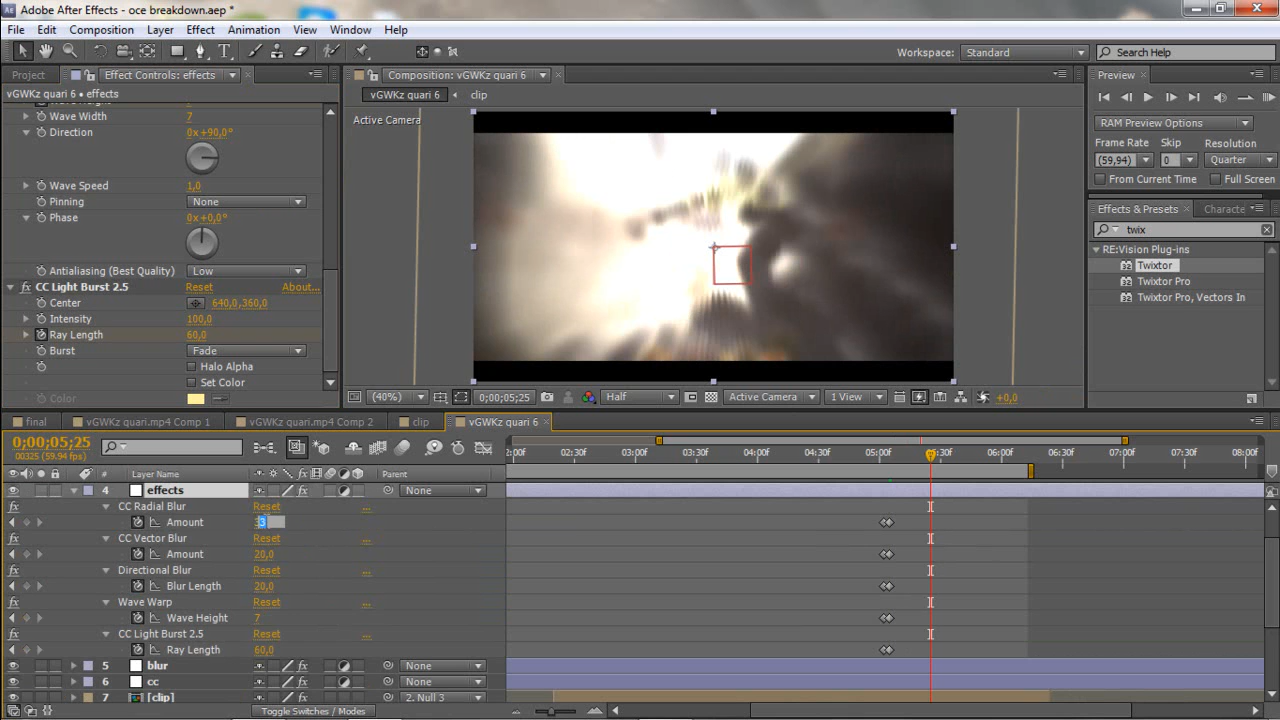 Adobe After Effects - oce breakdown.aep *
File Edit Composition Layer Effect Animation View Window Help
Workspace: Standard Search Help
Project Effect Controls: effects
vGWKz quari 6 • effects
Wave Width 7
Direction 0x+90,0°
Wave Speed 1,0
Pinning None
Phase 0x+0,0°
Antialiasing (Best Quality) Low
CC Light Burst 2.5 Reset About...
Center 640,0,360,0
Intensity 100,0
Ray Length 60,0
Burst Fade
Halo Alpha
Set Color
Color
Composition: vGWKz quari 6
vGWKz quari 6 clip
Active Camera
(40%) 0;00;05;25 Half Active Camera 1 View +0,0
Preview
RAM Preview Options
Frame Rate Skip Resolution
(59,94) 0 Quarter
From Current Time Full Screen
Effects & Presets Characte
twix
RE:Vision Plug-ins
Twixtor
Twixtor Pro
Twixtor Pro, Vectors In
final vGWKz quari.mp4 Comp 1 vGWKz quari.mp4 Comp 2 clip vGWKz quari 6
0;00;05;25
00325 (59.94 fps)
2:00f 02:30f 03:00f 03:30f 04:00f 04:30f 05:00f 5:30f 06:00f 06:30f 07:00f 07:30f 08:00f
# Layer Name Parent
4 effects None
CC Radial Blur Reset ...
Amount 33
CC Vector Blur Reset ...
Amount 20,0
Directional Blur Reset ...
Blur Length 20,0
Wave Warp Reset ...
Wave Height 7
CC Light Burst 2.5 Reset ...
Ray Length 60,0
5 blur None
6 cc None
7 [clip] 2. Null 3
Toggle Switches / Modes